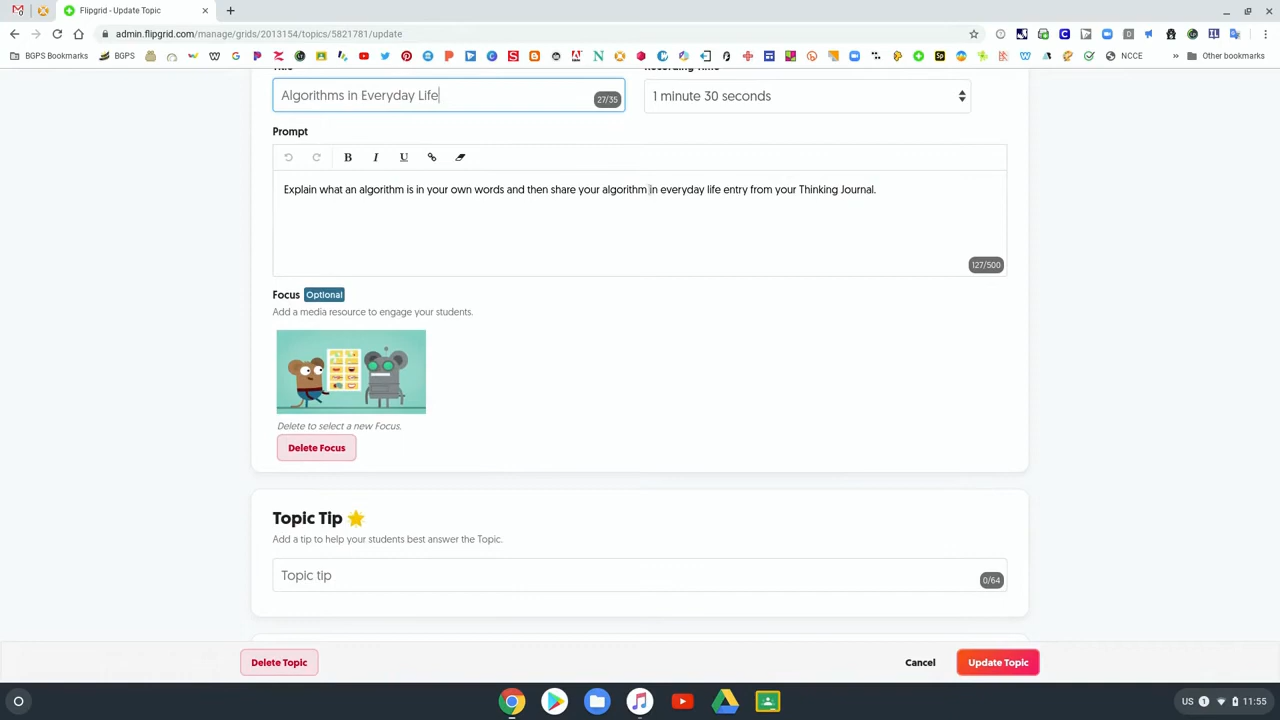 Flipgrid - Update Topic
admin.flipgrid.com/manage/grids/2013154/topics/5821781/update
BGPS Bookmarks
BGPS
NCCE
Other bookmarks
Algorithms in Everyday Life
27/35
1 minute 30 seconds
Prompt
B I U
Explain what an algorithm is in your own words and then share your algorithm in everyday life entry from your Thinking Journal.
127/500
Focus Optional
Add a media resource to engage your students.
Delete to select a new Focus.
Delete Focus
Topic Tip
Add a tip to help your students best answer the Topic.
Topic tip
0/64
Delete Topic
Cancel
Update Topic
US 1 11:55